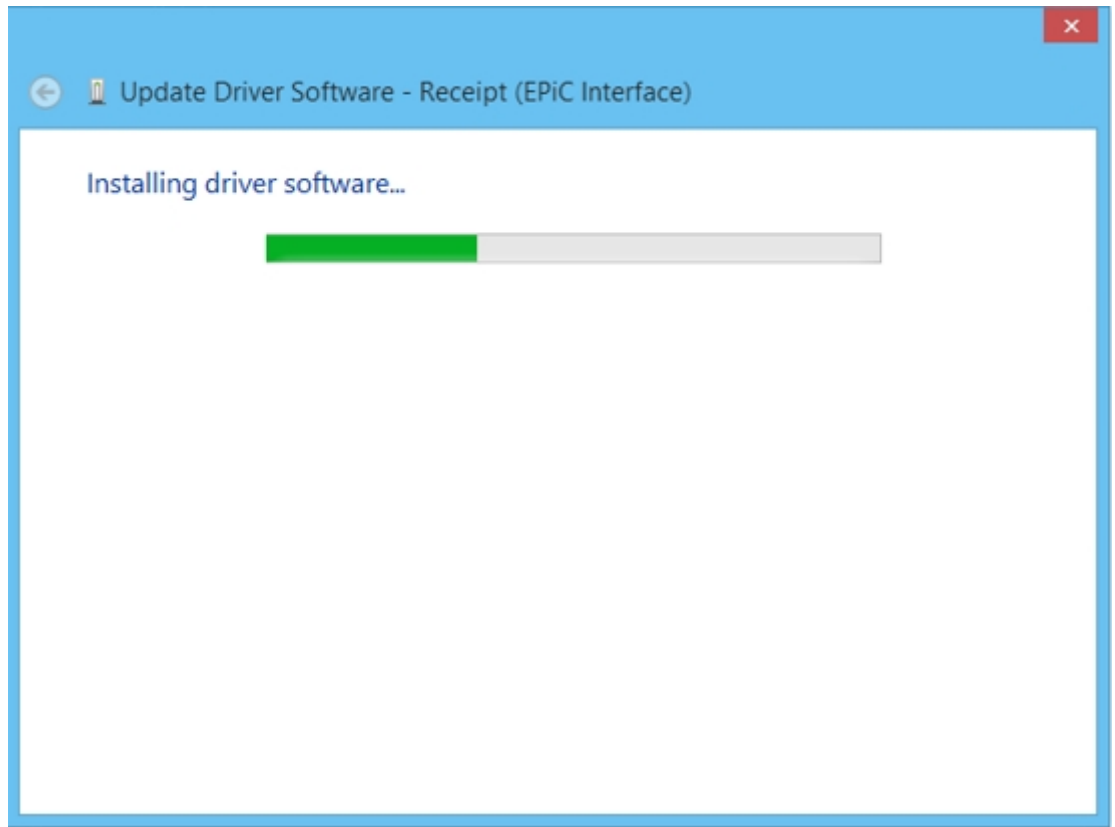 Update Driver Software - Receipt (EPiC Interface)
Installing driver software...